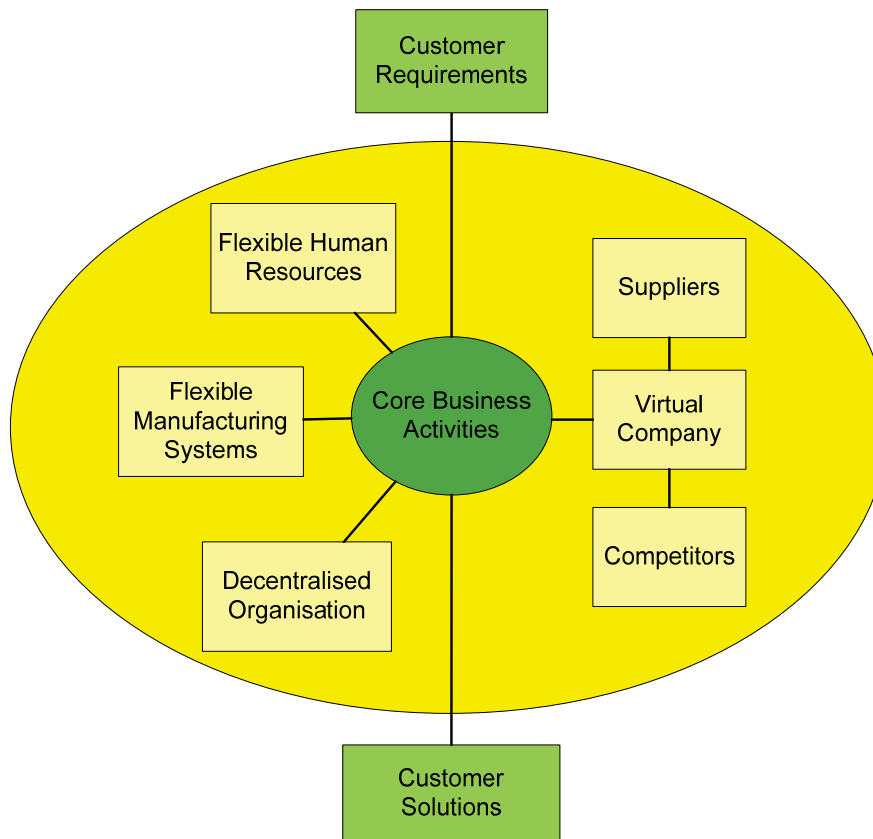 Customer
Requirements
Flexible Human
Resources
Suppliers
Flexible
Manufacturing
Systems
Core Business
Activities
Virtual
Company
Competitors
Decentralised
Organisation
Customer
Solutions